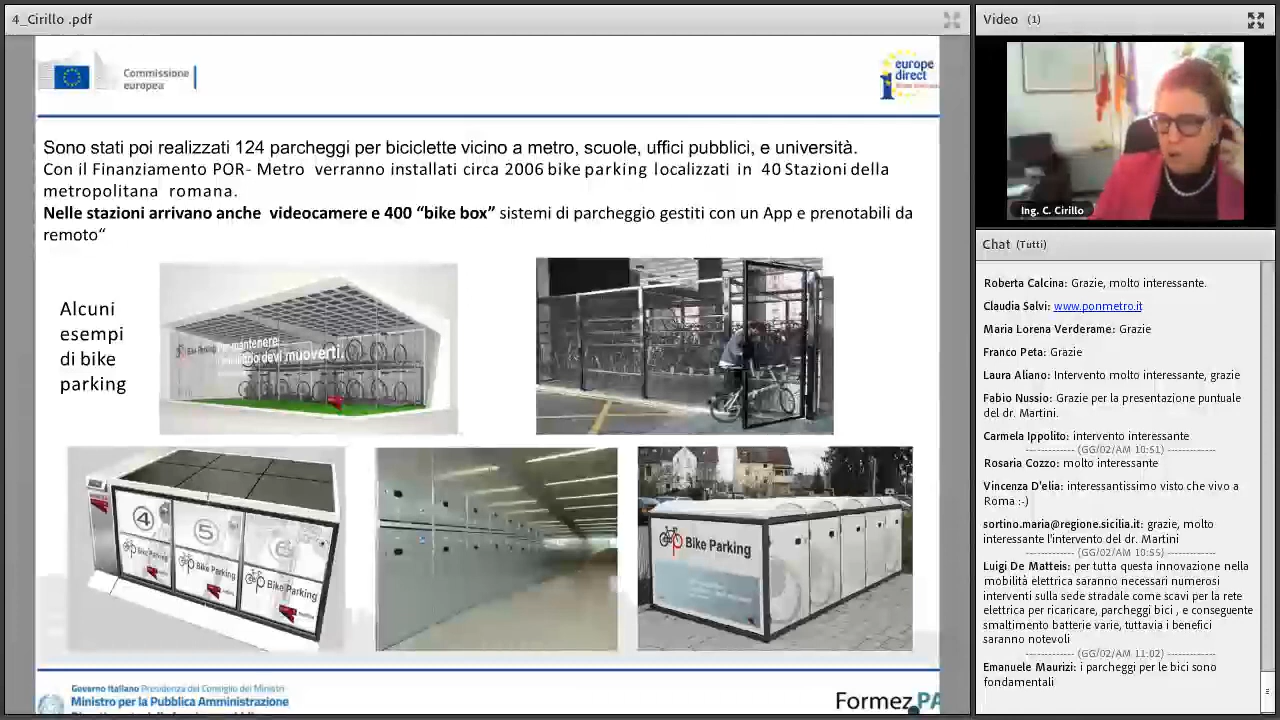 4_Cirillo .pdf
Commissione
europea
europe
direct
Sono stati poi realizzati 124 parcheggi per biciclette vicino a metro, scuole, uffici pubblici, e università.
Con il Finanziamento POR- Metro verranno installati circa 2006 bike parking localizzati in 40 Stazioni della
metropolitana romana.
Nelle stazioni arrivano anche videocamere e 400 “bike box” sistemi di parcheggio gestiti con un App e prenotabili da
remoto“
Alcuni
esempi
di bike
parking
Bike Parking
mantenere
devi muoverti.
4
5
6
Bike Parking
Bike Parking
Bike Parking
Bike Parking
Governo Italiano Presidenza del Consiglio dei Ministri
Ministro per la Pubblica Amministrazione
Formez PA
Video (1)
Ing. C. Cirillo
Chat (Tutti)
Roberta Calcina: Grazie, molto interessante.
Claudia Salvi: www.ponmetro.it
Maria Lorena Verderame: Grazie
Franco Peta: Grazie
Laura Aliano: Intervento molto interessante, grazie
Fabio Nussio: Grazie per la presentazione puntuale
del dr. Martini.
Carmela Ippolito: intervento interessante
------------ (GG/02/AM 10:51) -------------
Rosaria Cozzo: molto interessante
Vincenza D'elia: interessantissimo visto che vivo a
Roma :-)
sortino.maria@regione.sicilia.it: grazie, molto
interessante l'intervento del dr. Martini
------------ (GG/02/AM 10:55) -------------
Luigi De Matteis: per tutta questa innovazione nella
mobilità elettrica saranno necessari numerosi
interventi sulla sede stradale come scavi per la rete
elettrica per ricaricare, parcheggi bici , e conseguente
smaltimento batterie varie, tuttavia i benefici
saranno notevoli
------------ (GG/02/AM 11:02) -------------
Emanuele Maurizi: i parcheggi per le bici sono
fondamentali